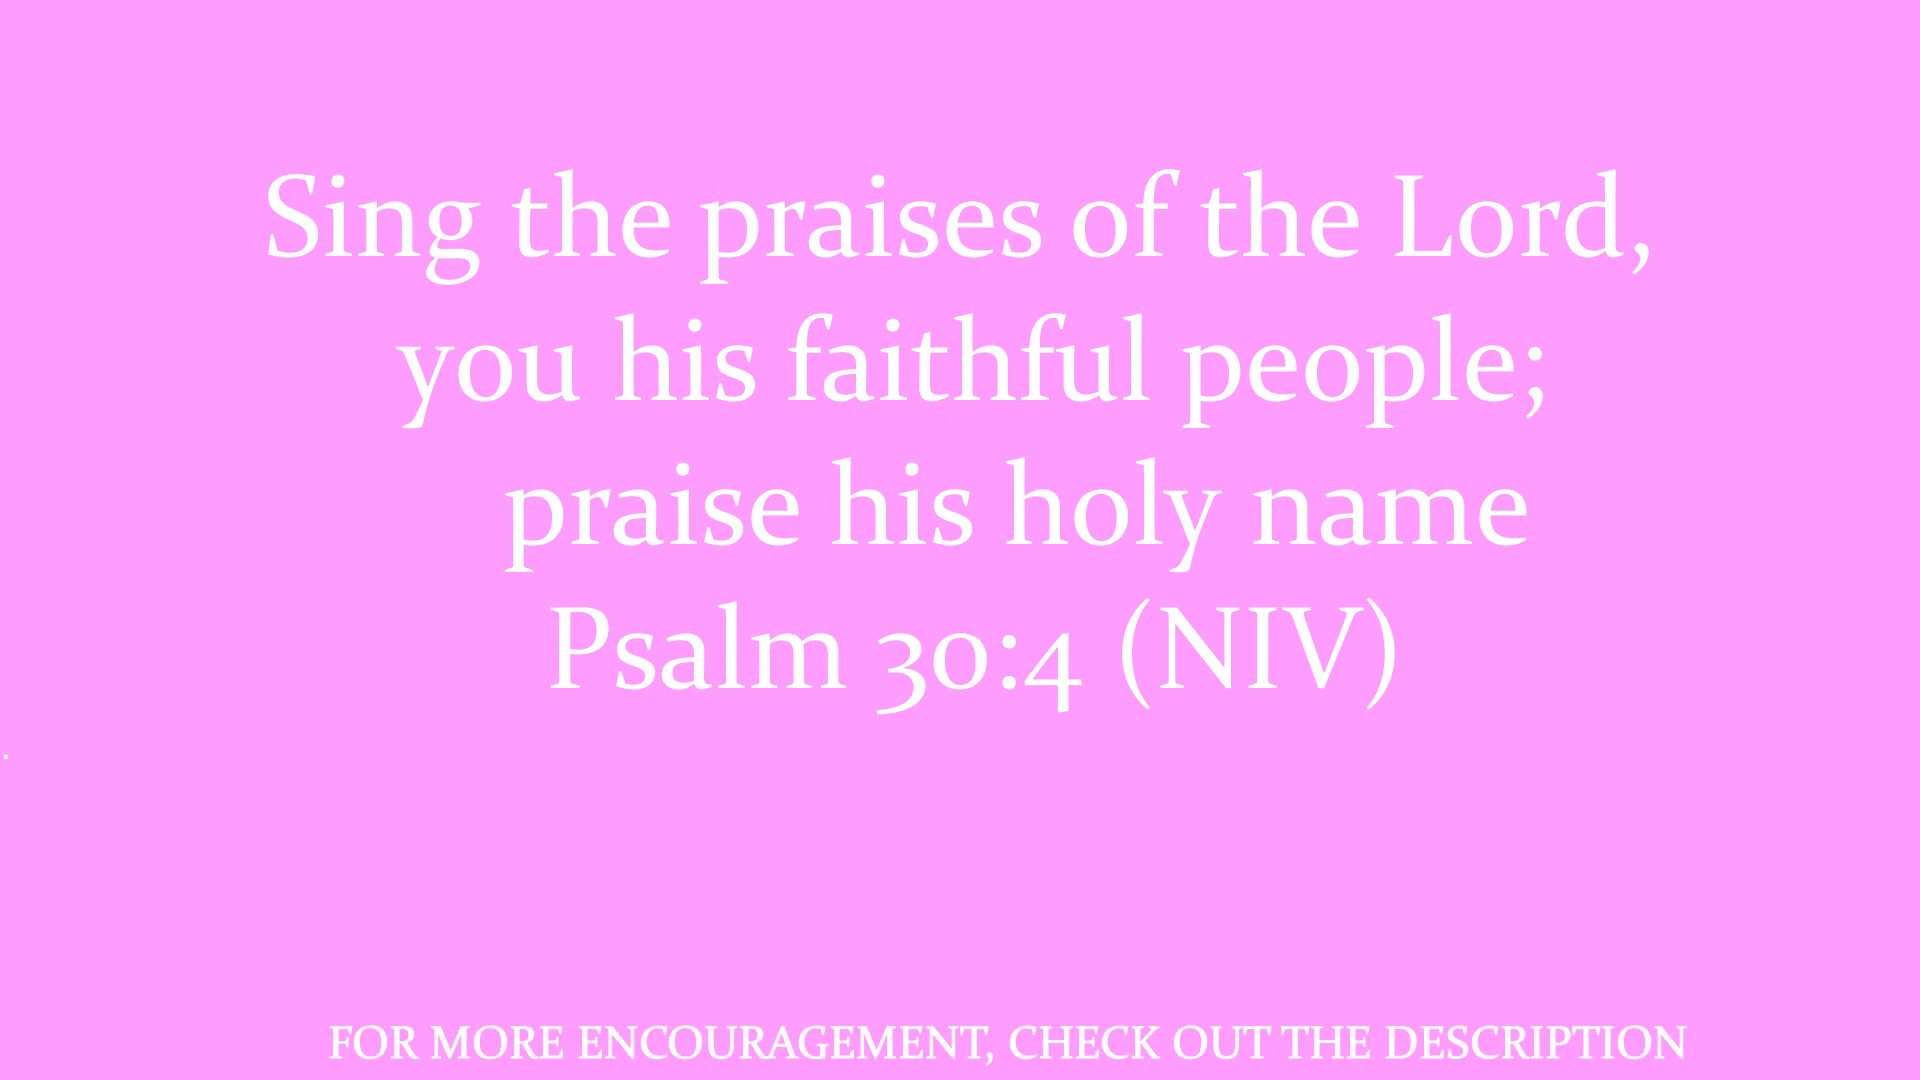 Sing the praises of the Lord,
you his faithful people;
praise his holy name
Psalm 30:4 (NIV)
.
FOR MORE ENCOURAGEMENT, CHECK OUT THE DESCRIPTION